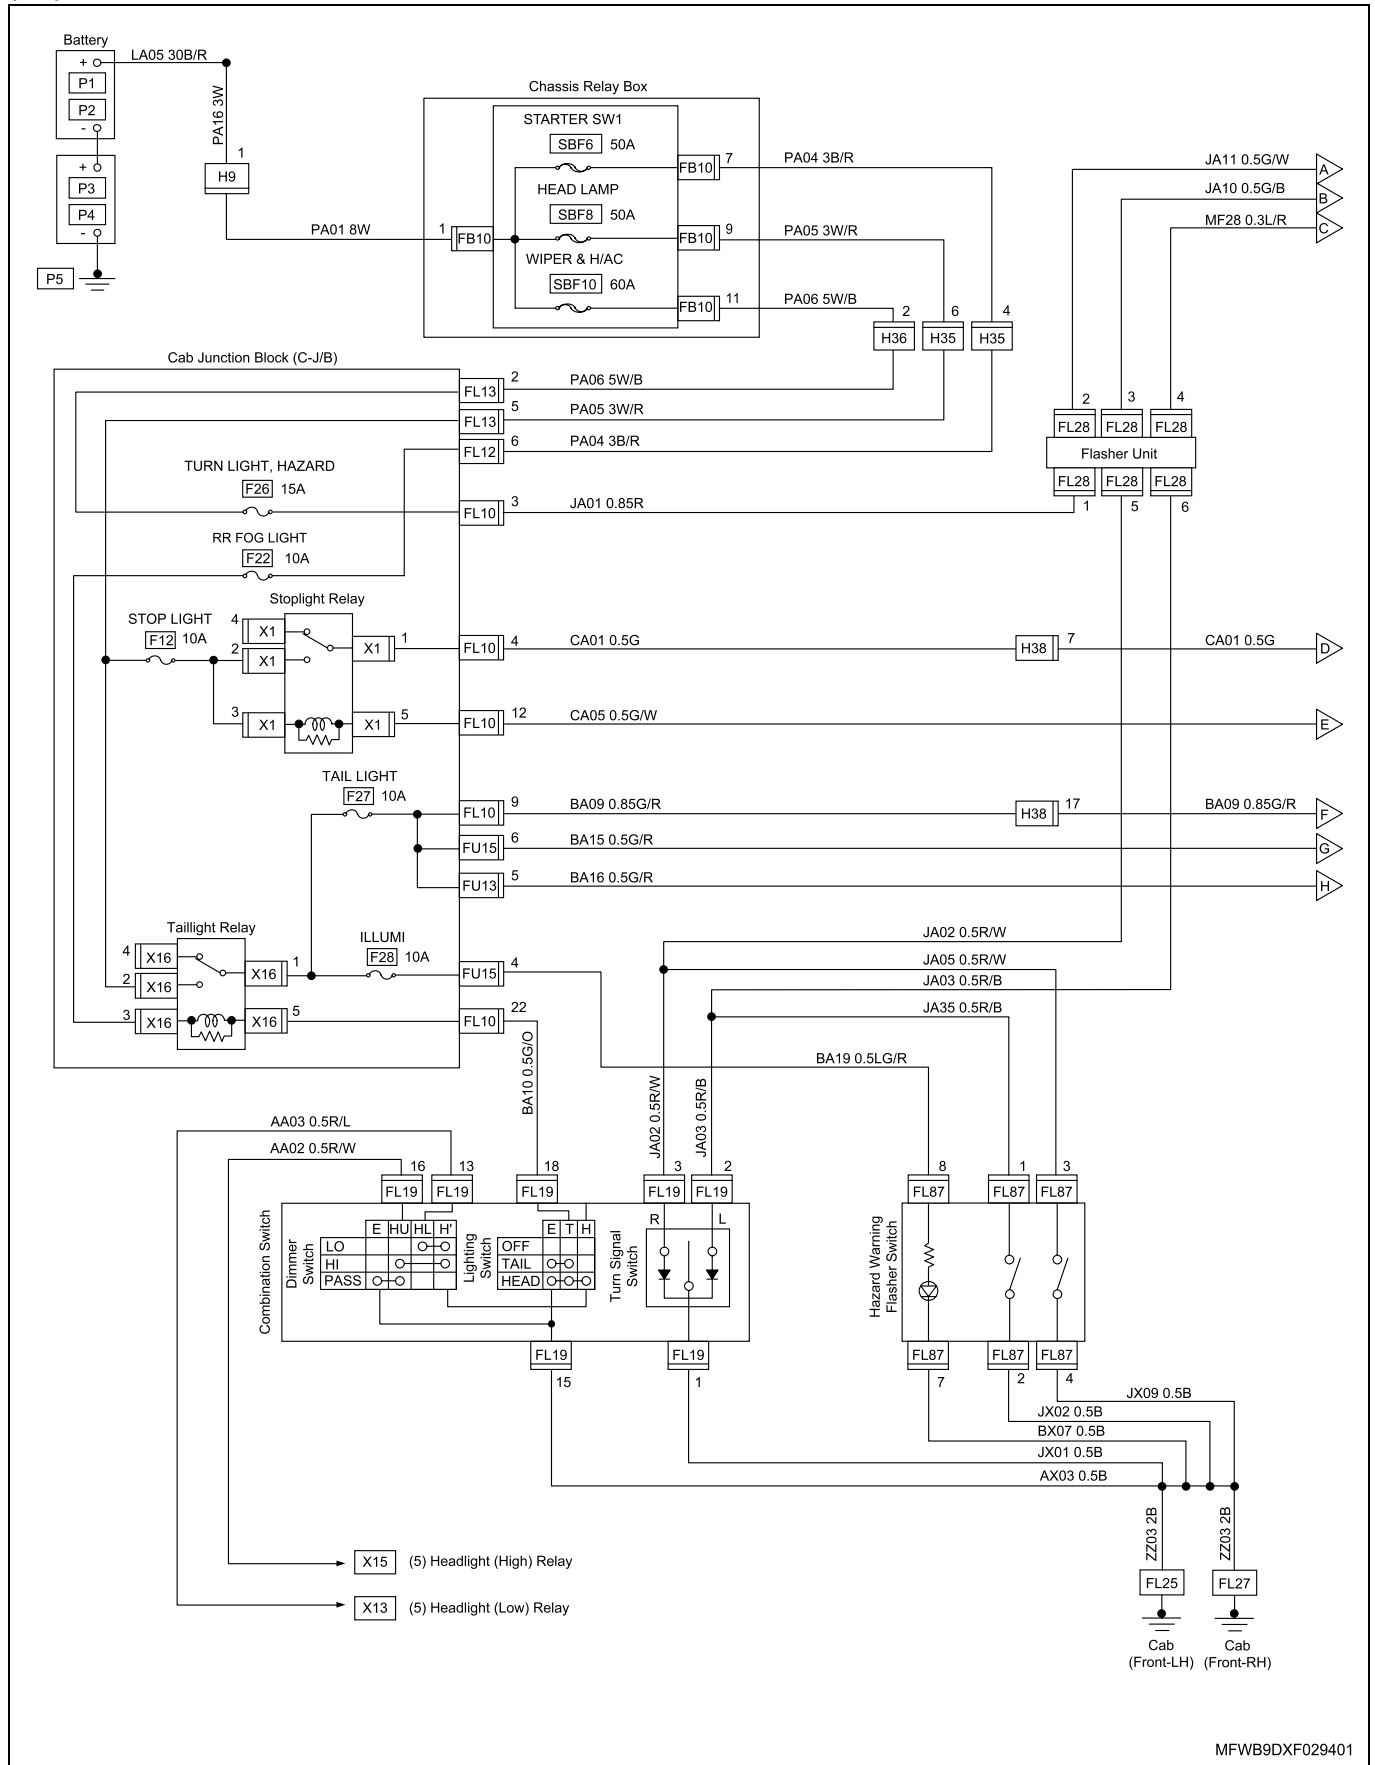 Battery
+
P1
P2
-
+
P3
P4
-
P5
LA05 30B/R
PA16 3W
1
H9
PA01 8W
Chassis Relay Box
1
FB10
STARTER SW1
SBF6 50A
FB10
7
PA04 3B/R
HEAD LAMP
SBF8 50A
FB10
9
PA05 3W/R
WIPER & H/AC
SBF10 60A
FB10
11
PA06 5W/B
2
H36
6
H35
4
H35
JA11 0.5G/W
A
JA10 0.5G/B
B
MF28 0.3L/R
C
Cab Junction Block (C-J/B)
FL13
2
PA06 5W/B
FL13
5
PA05 3W/R
FL12
6
PA04 3B/R
2
FL28
3
FL28
4
FL28
Flasher Unit
FL28
1
FL28
5
FL28
6
TURN LIGHT, HAZARD
F26 15A
FL10
3
JA01 0.85R
RR FOG LIGHT
F22 10A
Stoplight Relay
STOP LIGHT
F12 10A
4
X1
2
X1
X1
1
FL10
4
CA01 0.5G
H38
7
CA01 0.5G
D
3
X1
X1
5
FL10
12
CA05 0.5G/W
E
TAIL LIGHT
F27 10A
FL10
9
BA09 0.85G/R
H38
17
BA09 0.85G/R
F
FU15
6
BA15 0.5G/R
G
FU13
5
BA16 0.5G/R
H
Taillight Relay
4
X16
2
X16
X16
1
ILLUMI
F28 10A
FU15
4
3
X16
X16
5
FL10
22
BA10 0.5G/O
JA02 0.5R/W
JA05 0.5R/W
JA03 0.5R/B
JA35 0.5R/B
BA19 0.5LG/R
JA02 0.5R/W
JA03 0.5R/B
AA03 0.5R/L
AA02 0.5R/W
16
FL19
13
FL19
18
FL19
3
FL19
2
FL19
8
FL87
1
FL87
3
FL87
Combination Switch
Dimmer
Switch
E HU HL H'
LO
HI
PASS
Lighting
Switch
E T H
OFF
TAIL
HEAD
Turn Signal
Switch
R
L
Hazard Warning
Flasher Switch
FL19
15
FL19
1
FL87
7
FL87
2
FL87
4
JX09 0.5B
JX02 0.5B
BX07 0.5B
JX01 0.5B
AX03 0.5B
ZZ03 2B
ZZ03 2B
FL25
FL27
Cab
(Front-LH)
Cab
(Front-RH)
X15 (5) Headlight (High) Relay
X13 (5) Headlight (Low) Relay
MFWB9DXF029401